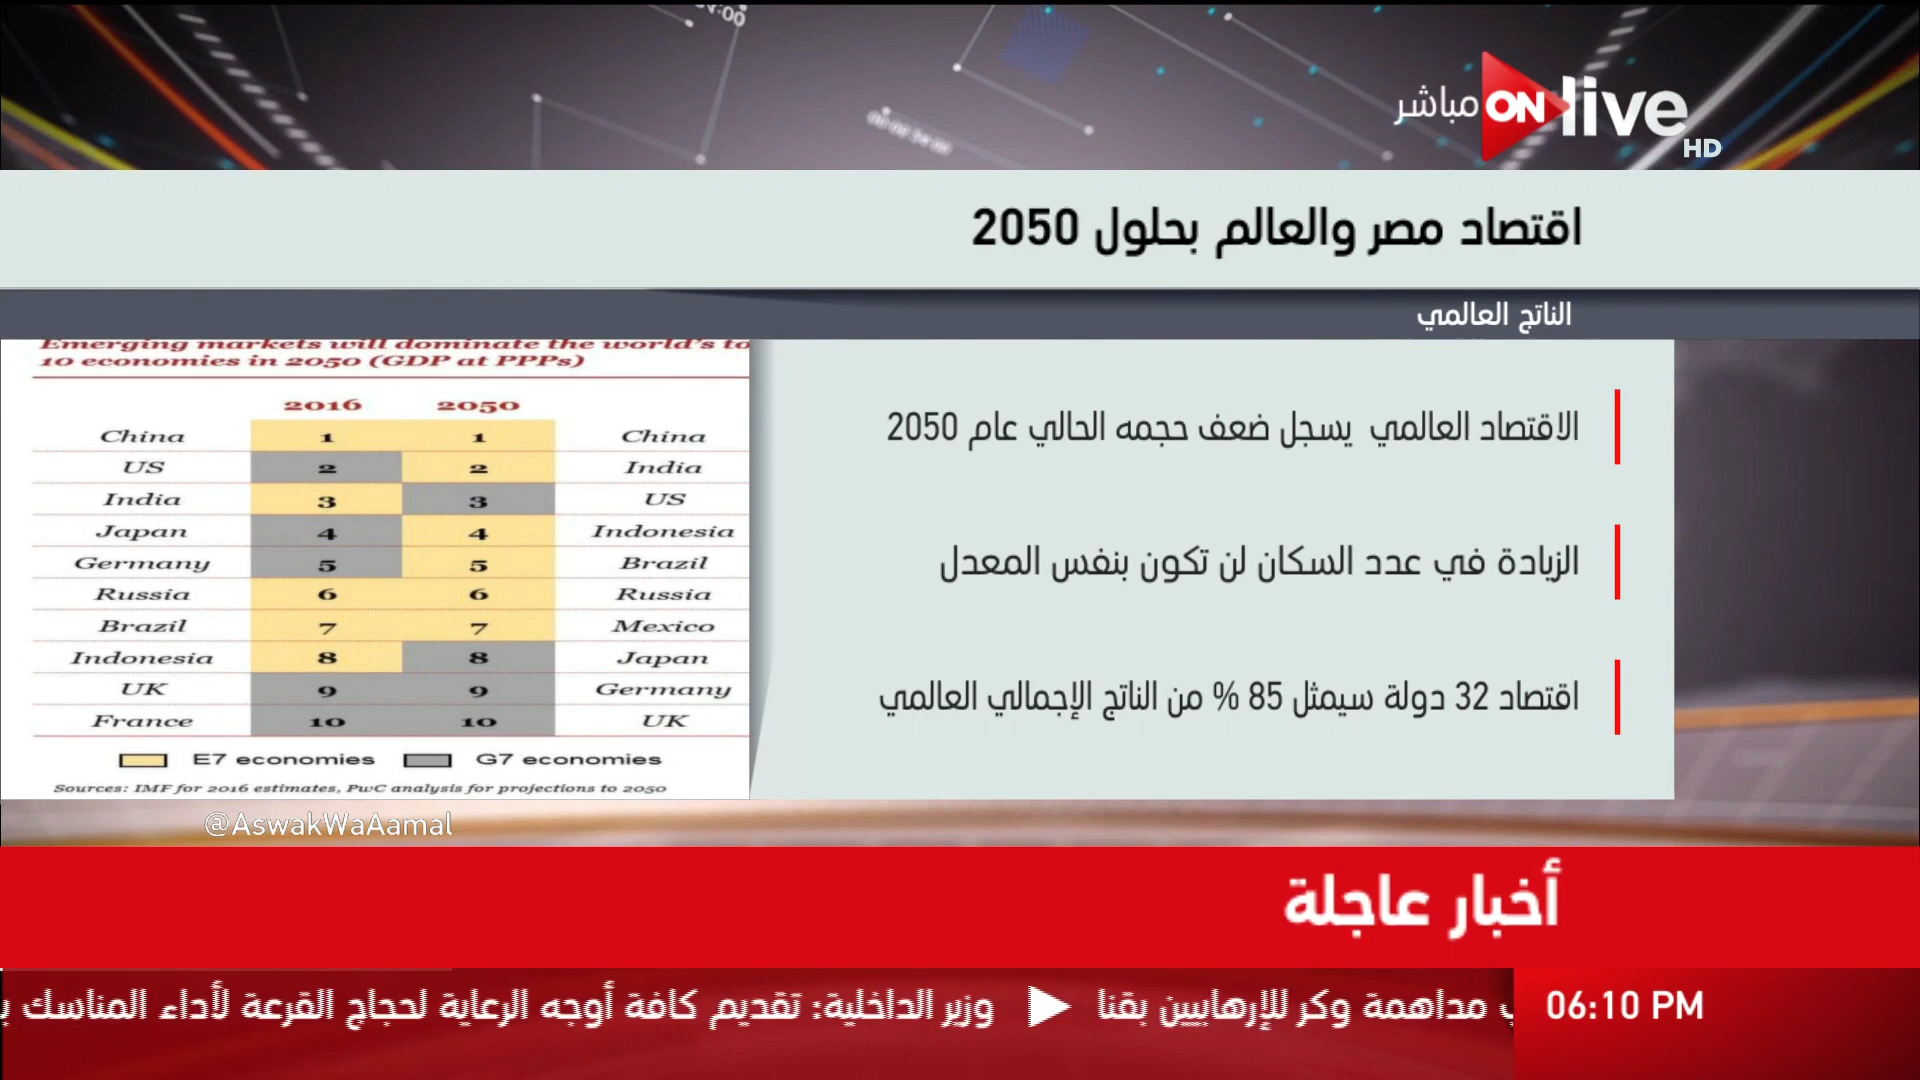 مباشر ON live
HD
اقتصاد مصر والعالم بحلول 2050
الناتج العالمي
Emerging markets will dominate the world's to
10 economies in 2050 (GDP at PPPs)
2016 2050
China 1 1 China
US 2 2 India
India 3 3 US
Japan 4 4 Indonesia
Germany 5 5 Brazil
Russia 6 6 Russia
Brazil 7 7 Mexico
Indonesia 8 8 Japan
UK 9 9 Germany
France 10 10 UK
E7 economies G7 economies
Sources: IMF for 2016 estimates, PwC analysis for projections to 2050
الاقتصاد العالمي يسجل ضعف حجمه الحالي عام 2050
الزيادة في عدد السكان لن تكون بنفس المعدل
اقتصاد 32 دولة سيمثل 85 % من الناتج الإجمالي العالمي
@AswakWaAamal
أخبار عاجلة
06:10 PM
مداهمة وكر للإرهابيين بقنا ◀ وزير الداخلية: تقديم كافة أوجه الرعاية لحجاج القرعة لأداء المناسك